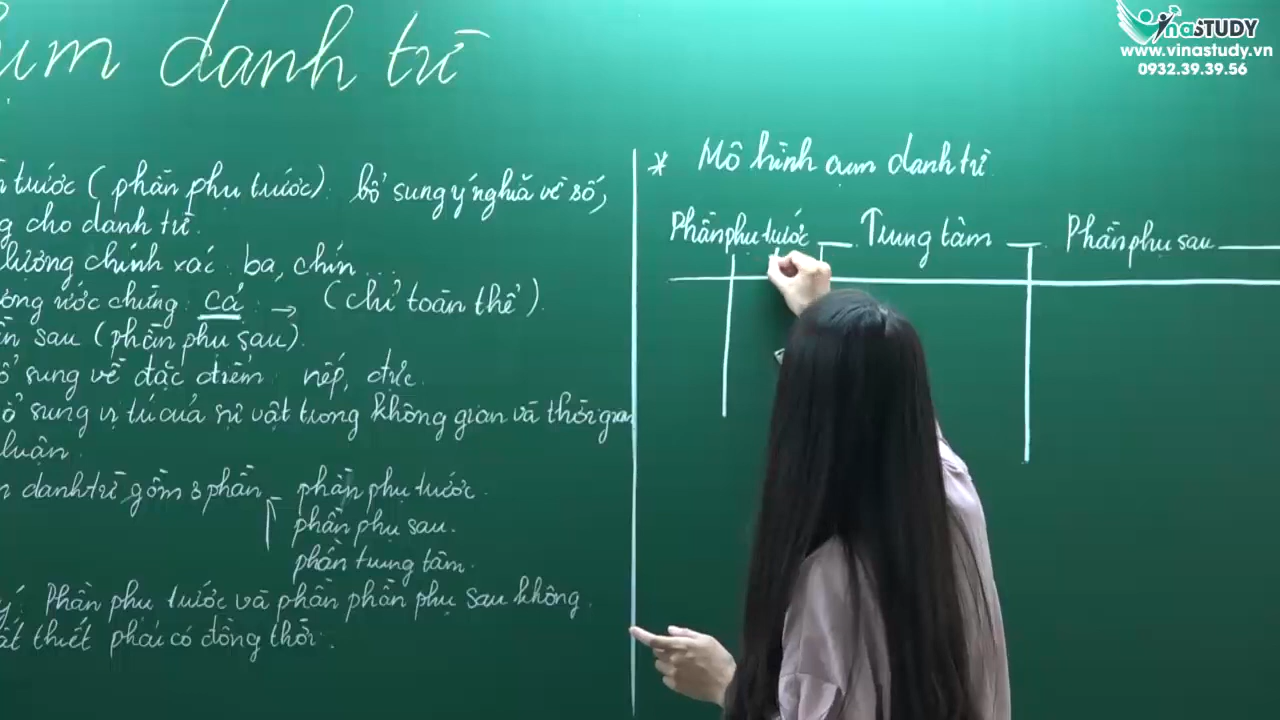 danh từ
trước (phần phụ trước): bổ sung ý nghĩa về số,
cho danh từ.
lượng chính xác: ba, chín...
ước chừng: cả → (chỉ toàn thể).
sau (phần phụ sau).
sung về đặc điểm: nếp, đực.
sung vị trí của sự vật trong không gian và thời gian
luận.
danh từ gồm 3 phần - phần phụ trước.
phần phụ sau.
phần trung tâm.
ý: Phần phụ trước và phần phần phụ sau không
thiết phải có đồng thời.
* Mô hình cụm danh từ
Phần phụ trước Trung tâm Phần phụ sau
VinaSTUDY
www.vinastudy.vn
0932.39.39.56